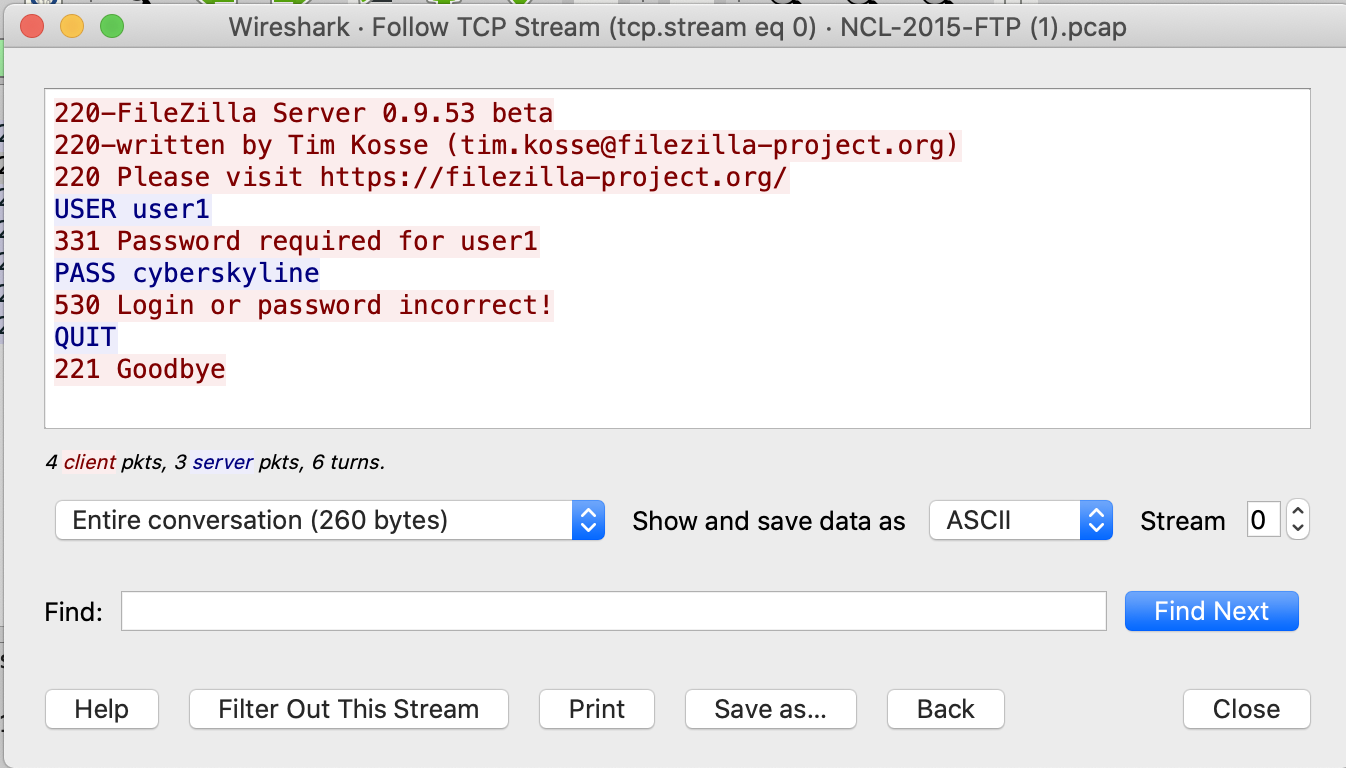 Wireshark · Follow TCP Stream (tcp.stream eq 0) · NCL-2015-FTP (1).pcap
220-FileZilla Server 0.9.53 beta
220-written by Tim Kosse (tim.kosse@filezilla-project.org)
220 Please visit https://filezilla-project.org/
USER user1
331 Password required for user1
PASS cyberskyline
530 Login or password incorrect!
QUIT
221 Goodbye
4 client pkts, 3 server pkts, 6 turns.
Entire conversation (260 bytes) Show and save data as ASCII Stream 0
Find: Find Next
Help Filter Out This Stream Print Save as... Back Close